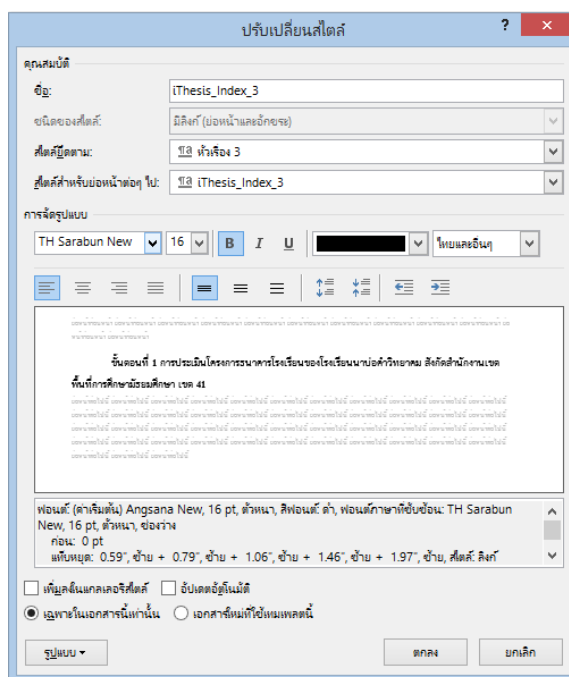 ปรับเปลี่ยนสไตล์
?
×
คุณสมบัติ
ชื่อ:
iThesis_Index_3
ชนิดของสไตล์:
มีลิงก์ (ย่อหน้าและอักขระ)
สไตล์ยึดตาม:
¶a หัวเรื่อง 3
สไตล์สำหรับย่อหน้าต่อๆ ไป:
¶a iThesis_Index_3
การจัดรูปแบบ
TH Sarabun New 16 B I U ไทยและอื่นๆ
ขั้นตอนที่ 1 การประเมินโครงการธนาคารโรงเรียนของโรงเรียนนาบ่อคำวิทยาคม สังกัดสำนักงานเขต
พื้นที่การศึกษามัธยมศึกษา เขต 41
ฟอนต์: (ค่าเริ่มต้น) Angsana New, 16 pt, ตัวหนา, สีฟอนต์: ดำ, ฟอนต์ภาษาที่ซับซ้อน: TH Sarabun
New, 16 pt, ตัวหนา, ช่องว่าง
ก่อน: 0 pt
แท็บหยุด: 0.59", ซ้าย + 0.79", ซ้าย + 1.06", ซ้าย + 1.46", ซ้าย + 1.97", ซ้าย, สไตล์: ลิงก์
เพิ่มลงในแกลเลอรีสไตล์ อัปเดตอัตโนมัติ
เฉพาะในเอกสารนี้เท่านั้น เอกสารใหม่ที่ใช้เทมเพลตนี้
รูปแบบ
ตกลง
ยกเลิก